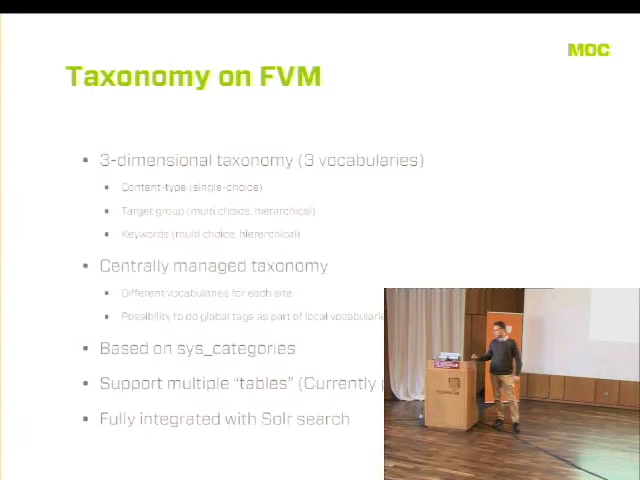 MOC
Taxonomy on FVM
• 3-dimensional taxonomy (3 vocabularies)
• Content-type (single-choice)
• Target group (multi choice, hierarchical)
• Keywords (multi choice, hierarchical)
• Centrally managed taxonomy
• Different vocabularies for each site
• Possibility to do global tags as part of local vocabularie
• Based on sys_categories
• Support multiple "tables" (Currently
• Fully integrated with Solr search